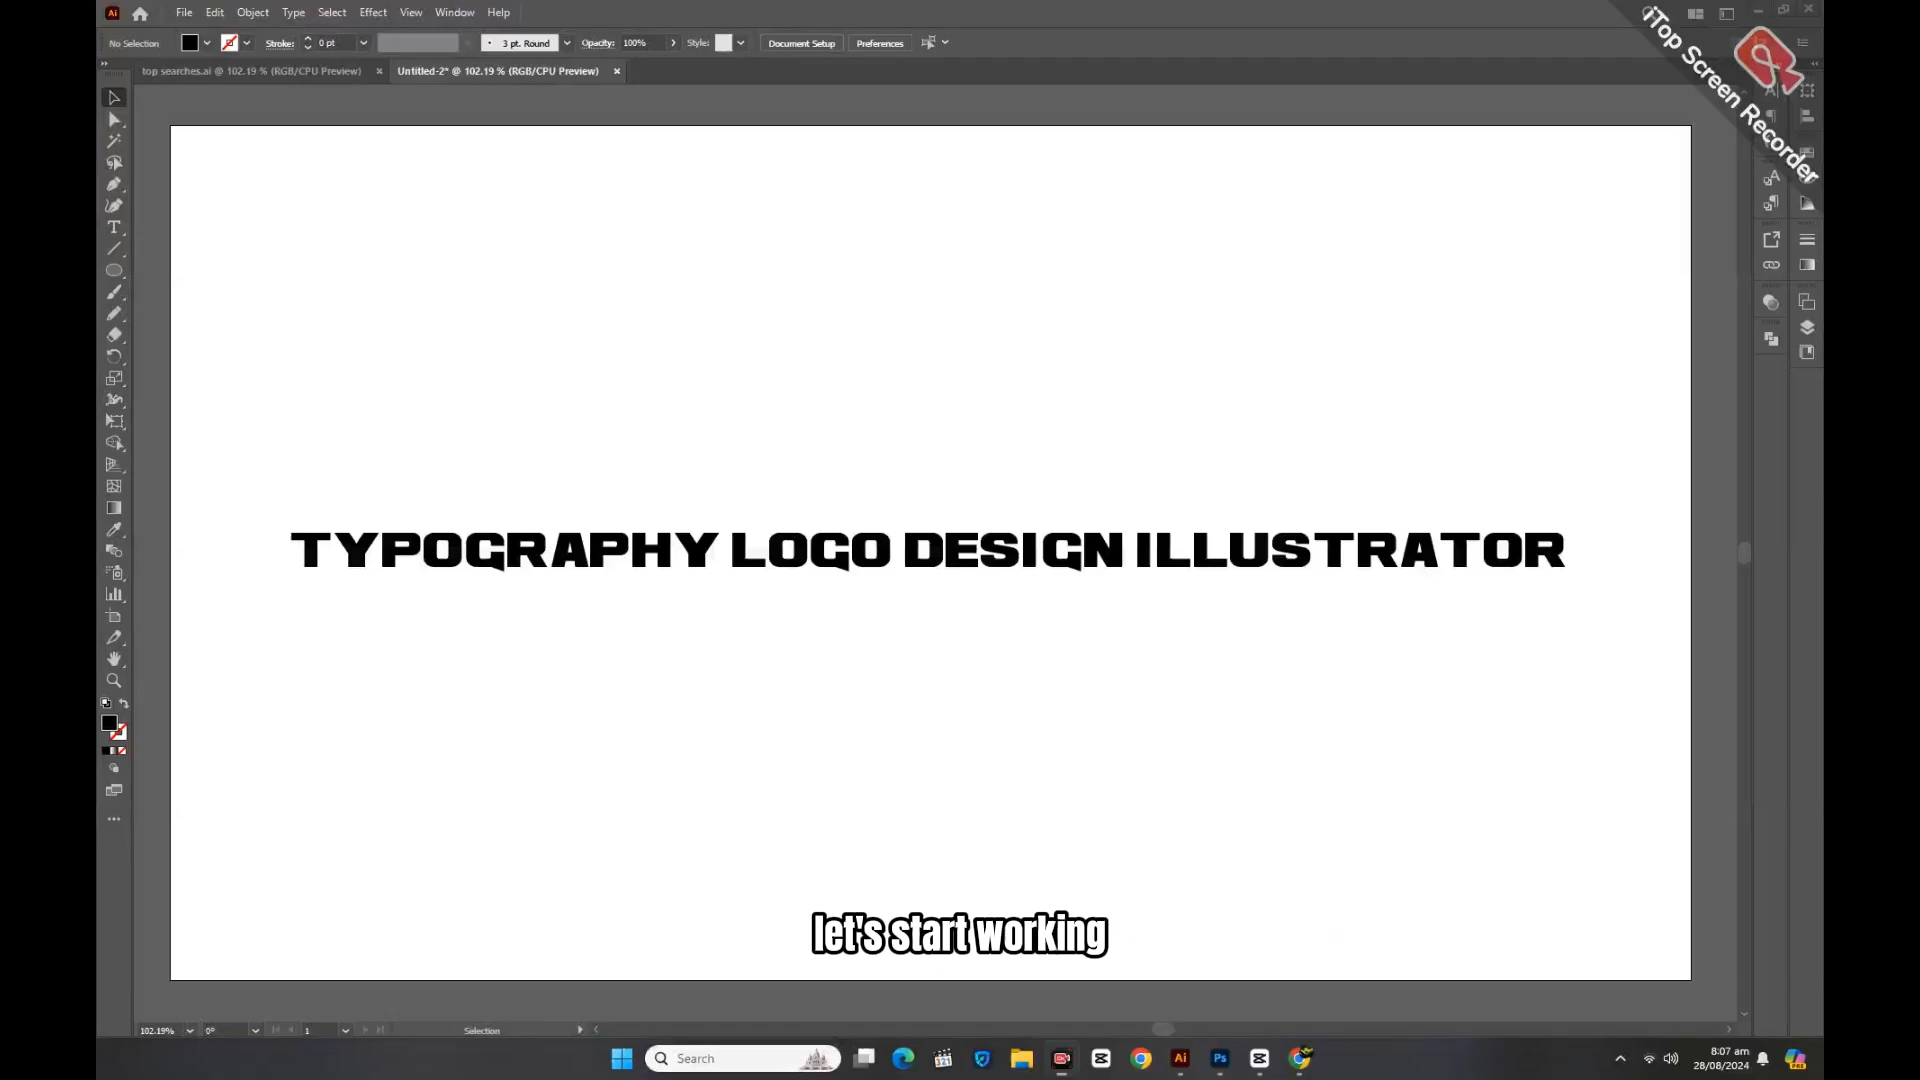 Ai File Edit Object Type Select Effect View Window Help
No Selection Stroke: 0 pt 3 pt. Round Opacity: 100% Style: Document Setup Preferences
top searches.ai @ 102.19 % (RGB/CPU Preview) × Untitled-2* @ 102.19 % (RGB/CPU Preview) ×
iTop Screen Recorder
TYPOGRAPHY LOGO DESIGN ILLUSTRATOR
let's start working
102.19% 0° 1 Selection
Search Ai Ps 8:07 am
28/08/2024